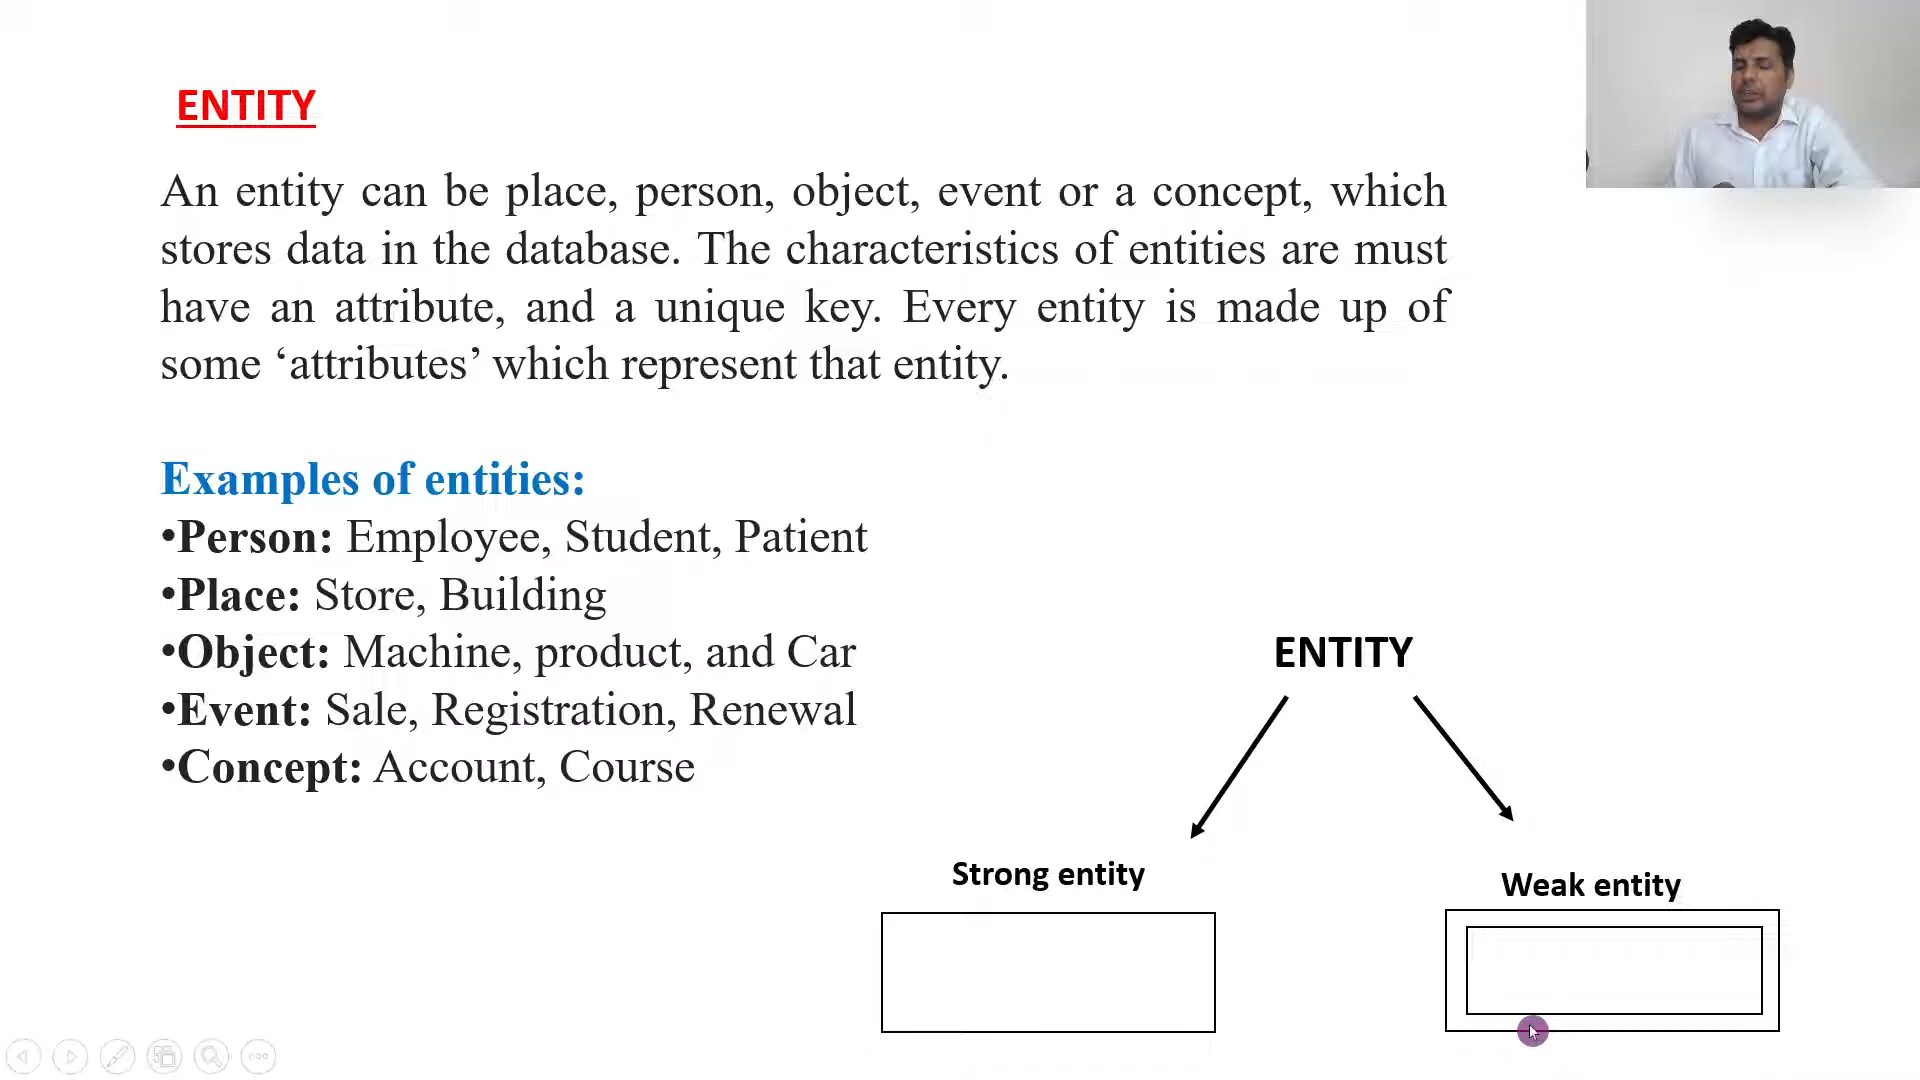 ENTITY
An entity can be place, person, object, event or a concept, which
stores data in the database. The characteristics of entities are must
have an attribute, and a unique key. Every entity is made up of
some ‘attributes’ which represent that entity.
Examples of entities:
•Person: Employee, Student, Patient
•Place: Store, Building
•Object: Machine, product, and Car
•Event: Sale, Registration, Renewal
•Concept: Account, Course
ENTITY
Strong entity
Weak entity